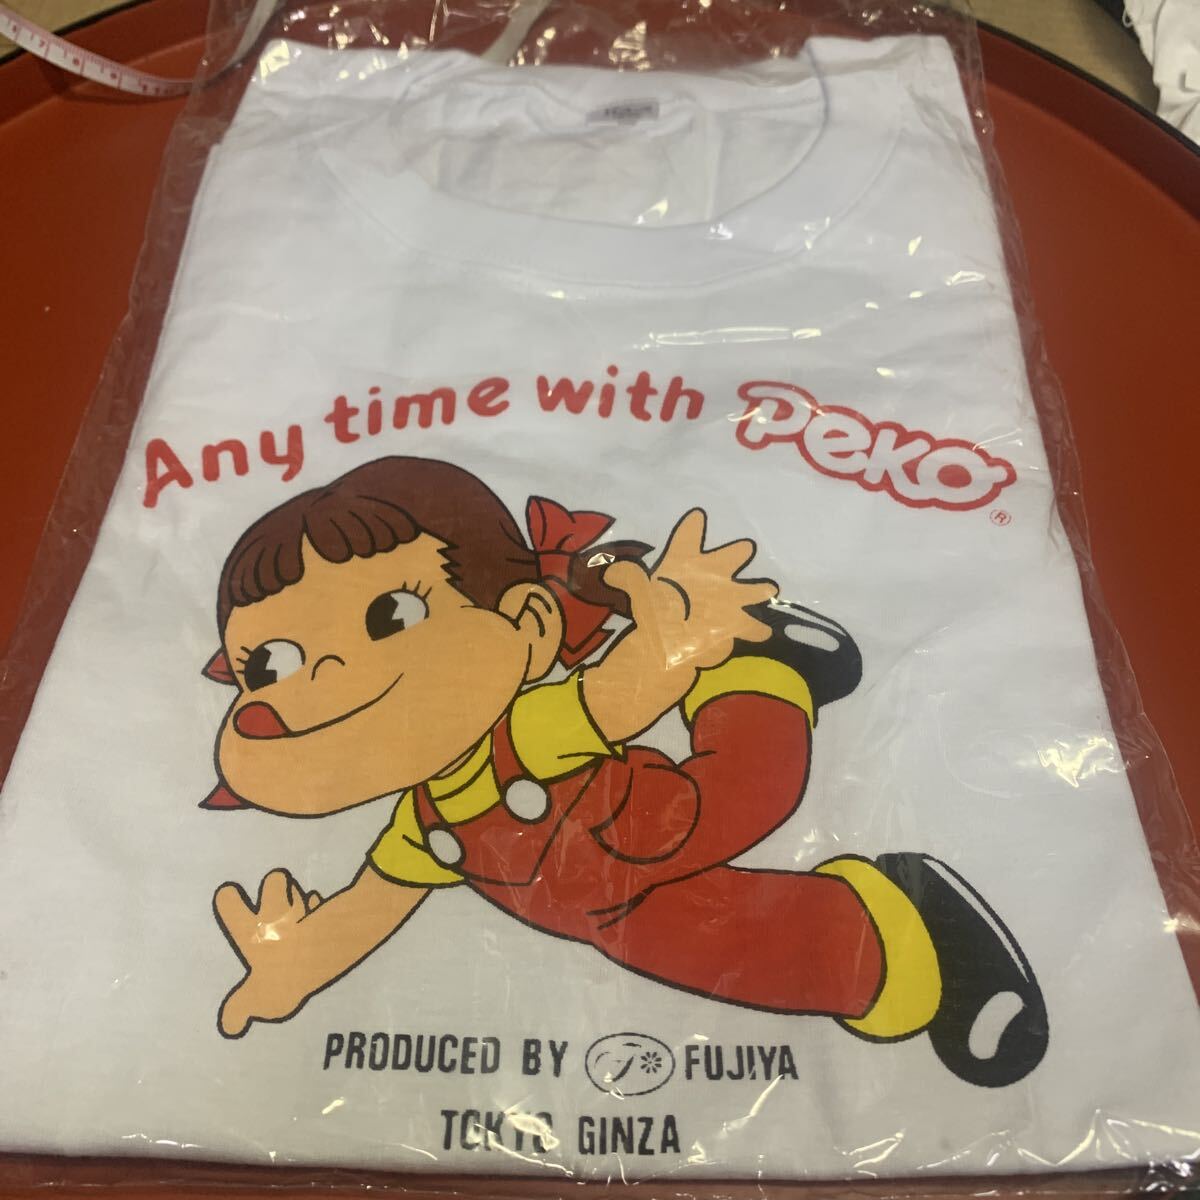 Any time with Peko
®
PRODUCED BY F FUJIYA
TOKYO GINZA